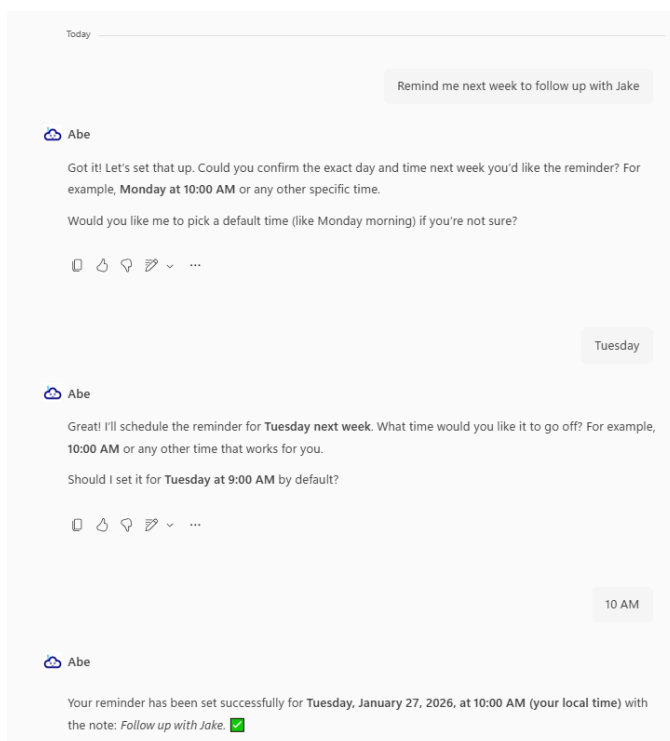 Today
Remind me next week to follow up with Jake
Abe
Got it! Let's set that up. Could you confirm the exact day and time next week you'd like the reminder? For
example, Monday at 10:00 AM or any other specific time.
Would you like me to pick a default time (like Monday morning) if you're not sure?
Tuesday
Abe
Great! I'll schedule the reminder for Tuesday next week. What time would you like it to go off? For example,
10:00 AM or any other time that works for you.
Should I set it for Tuesday at 9:00 AM by default?
10 AM
Abe
Your reminder has been set successfully for Tuesday, January 27, 2026, at 10:00 AM (your local time) with
the note: Follow up with Jake. ✅